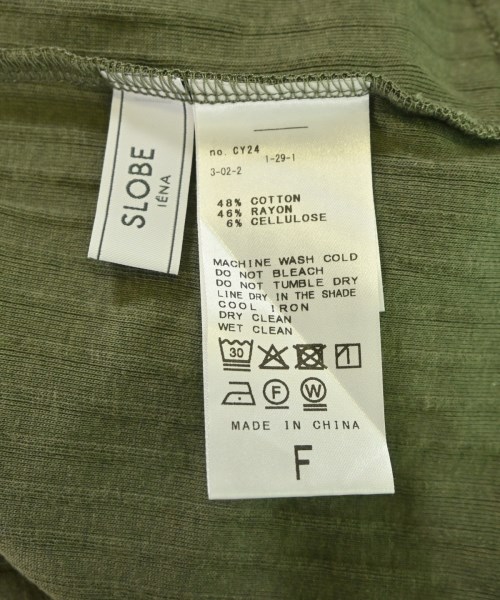 SLOBE
IÉNA
no. CY24
1-29-1
3-02-2
48% COTTON
46% RAYON
6% CELLULOSE
MACHINE WASH COLD
DO NOT BLEACH
DO NOT TUMBLE DRY
LINE DRY IN THE SHADE
COOL IRON
DRY CLEAN
WET CLEAN
30
F W
MADE IN CHINA
F